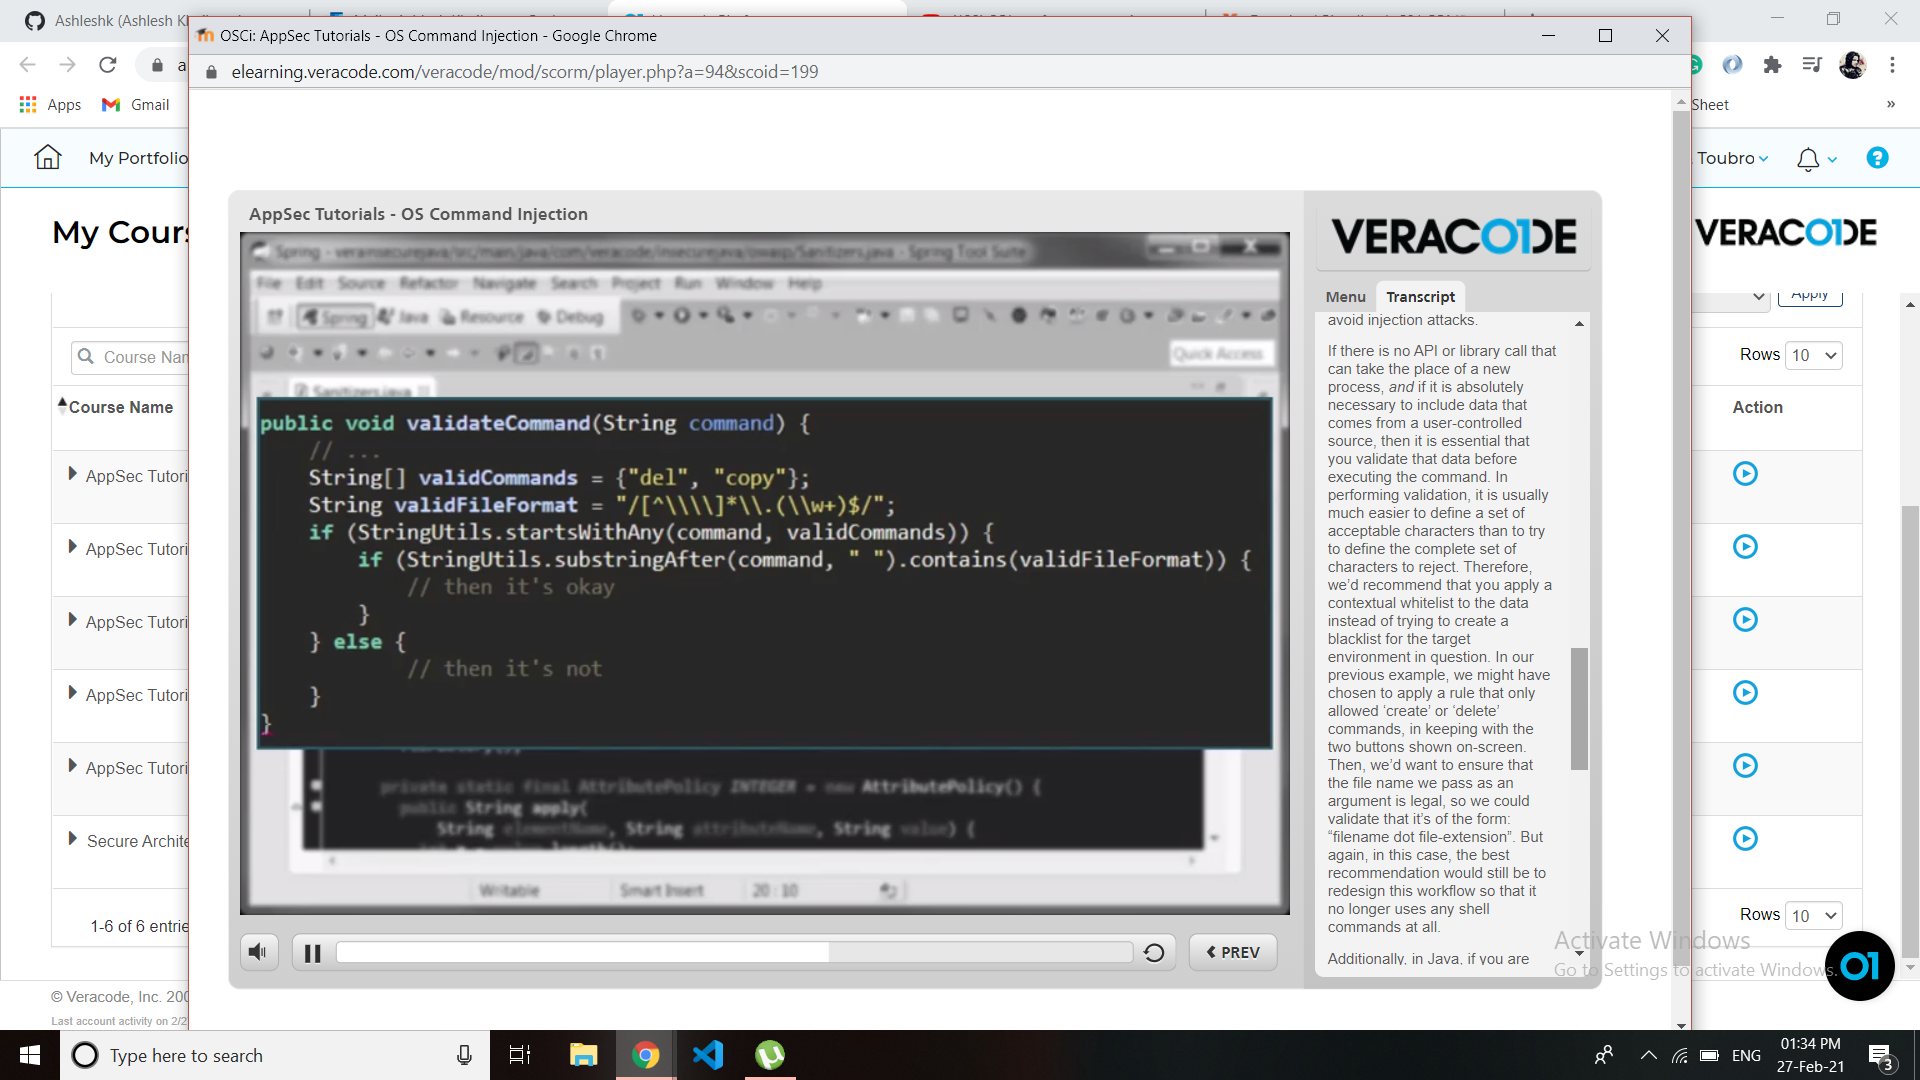 Ashleshk (Ashlesh Kh
OSCi: AppSec Tutorials - OS Command Injection - Google Chrome
elearning.veracode.com/veracode/mod/scorm/player.php?a=94&scoid=199
Apps
Gmail
Sheet
»
My Portfolio
Toubro
?
My Cours
VERACODE
AppSec Tutorials - OS Command Injection
Spring - verainsecurejava/src/main/java/com/veracode/insecurejava/owasp/Sanitizers.java - Spring Tool Suite
File Edit Source Refactor Navigate Search Project Run Window Help
Spring Java Resource Debug
Quick Access
Sanitizers.java
public void validateCommand(String command) {
// ...
String[] validCommands = {"del", "copy"};
String validFileFormat = "/[^\\\\]*\\.(\\w+)$/";
if (StringUtils.startsWithAny(command, validCommands)) {
if (StringUtils.substringAfter(command, " ").contains(validFileFormat)) {
// then it's okay
}
} else {
// then it's not
}
}
private static final AttributePolicy INTEGER = new AttributePolicy() {
public String apply(
String elementName, String attributeName, String value) {
Writable
Smart Insert
20 : 10
PREV
VERACODE
Menu
Transcript
avoid injection attacks.
If there is no API or library call that
can take the place of a new
process, and if it is absolutely
necessary to include data that
comes from a user-controlled
source, then it is essential that
you validate that data before
executing the command. In
performing validation, it is usually
much easier to define a set of
acceptable characters than to try
to define the complete set of
characters to reject. Therefore,
we'd recommend that you apply a
contextual whitelist to the data
instead of trying to create a
blacklist for the target
environment in question. In our
previous example, we might have
chosen to apply a rule that only
allowed ‘create’ or ‘delete’
commands, in keeping with the
two buttons shown on-screen.
Then, we'd want to ensure that
the file name we pass as an
argument is legal, so we could
validate that it's of the form:
“filename dot file-extension”. But
again, in this case, the best
recommendation would still be to
redesign this workflow so that it
no longer uses any shell
commands at all.
Additionally, in Java, if you are
Apply
Rows 10
Course Nam
Course Name
Action
AppSec Tutori
AppSec Tutori
AppSec Tutori
AppSec Tutori
AppSec Tutori
Secure Archite
1-6 of 6 entrie
Rows 10
Activate Windows
Go to Settings to activate Windows.
01
© Veracode, Inc. 200
Last account activity on 2/2
Type here to search
ENG
01:34 PM
27-Feb-21
3